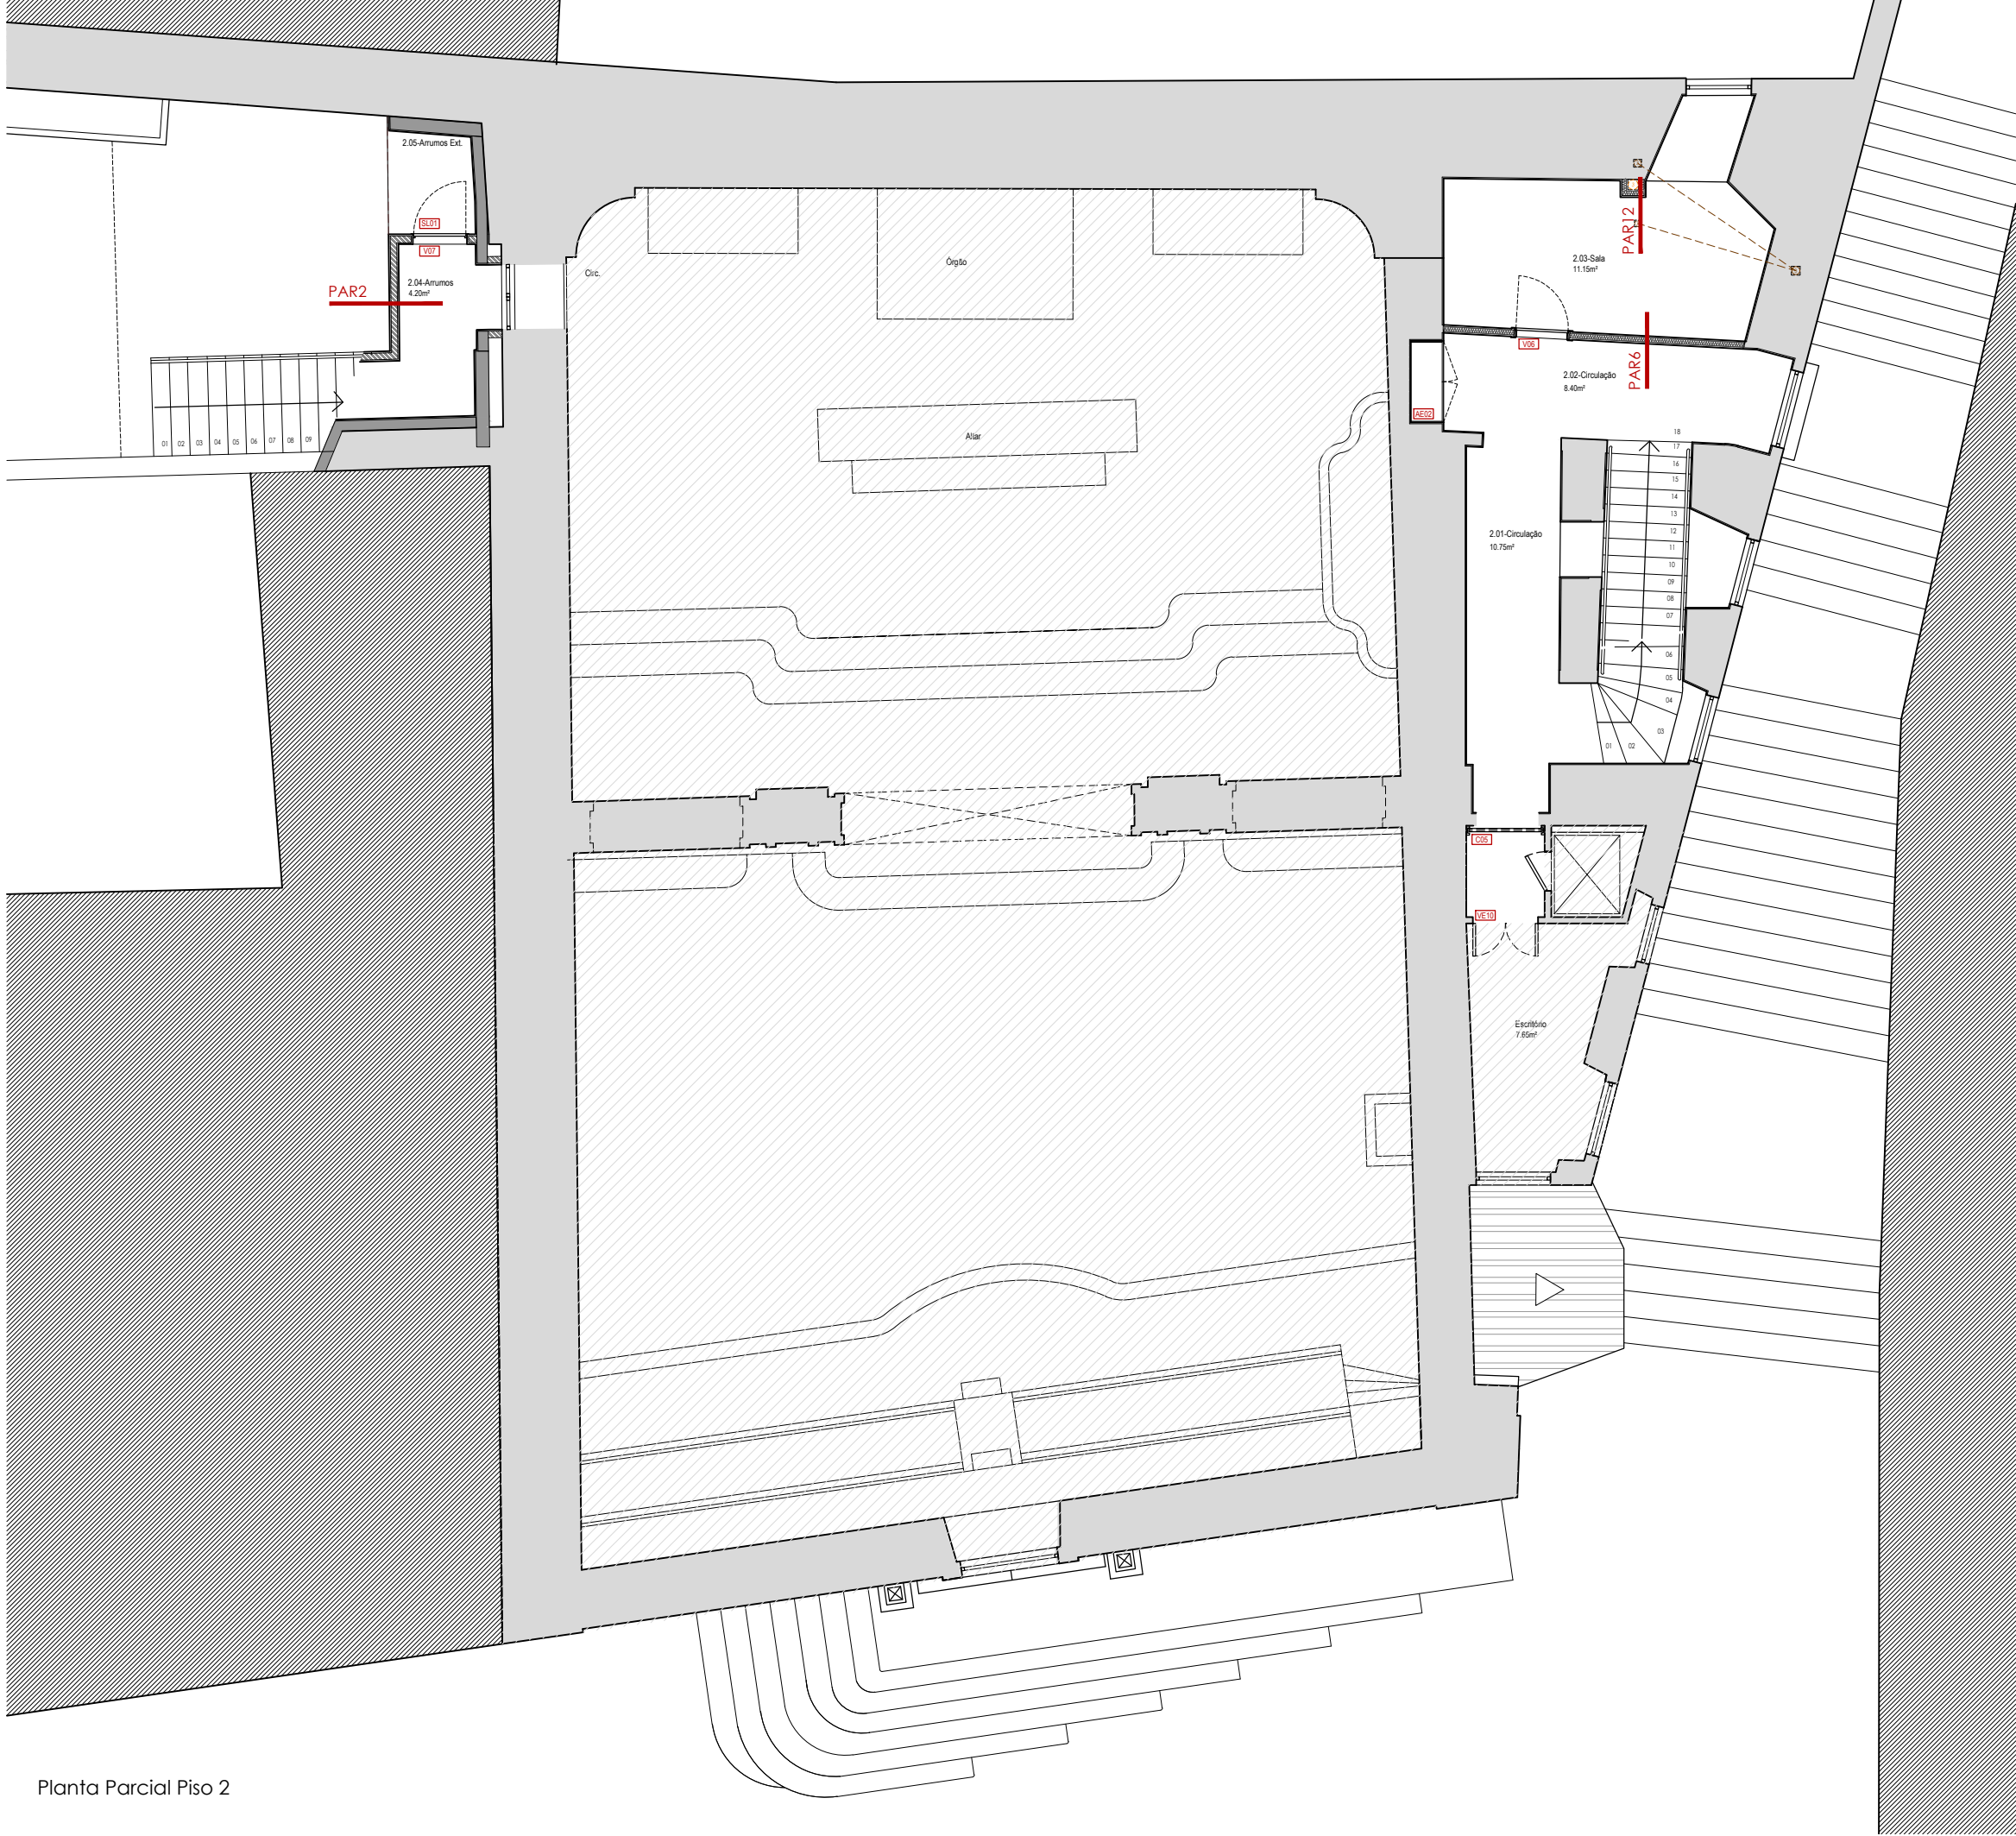 2.05-Arrumos Ext.
SL01
V07
PAR2
2.04-Arrumos
4.20m²
01 02 03 04 05 06 07 08 09
Circ.
Órgão
Altar
PAR12
2.03-Sala
11.15m²
V06
PAR6
2.02-Circulação
8.40m²
AE02
18
17
16
15
14
13
12
11
10
09
08
07
06
05
04
03
02
01
2.01-Circulação
10.75m²
C05
VE10
Escritório
7.65m²
Planta Parcial Piso 2